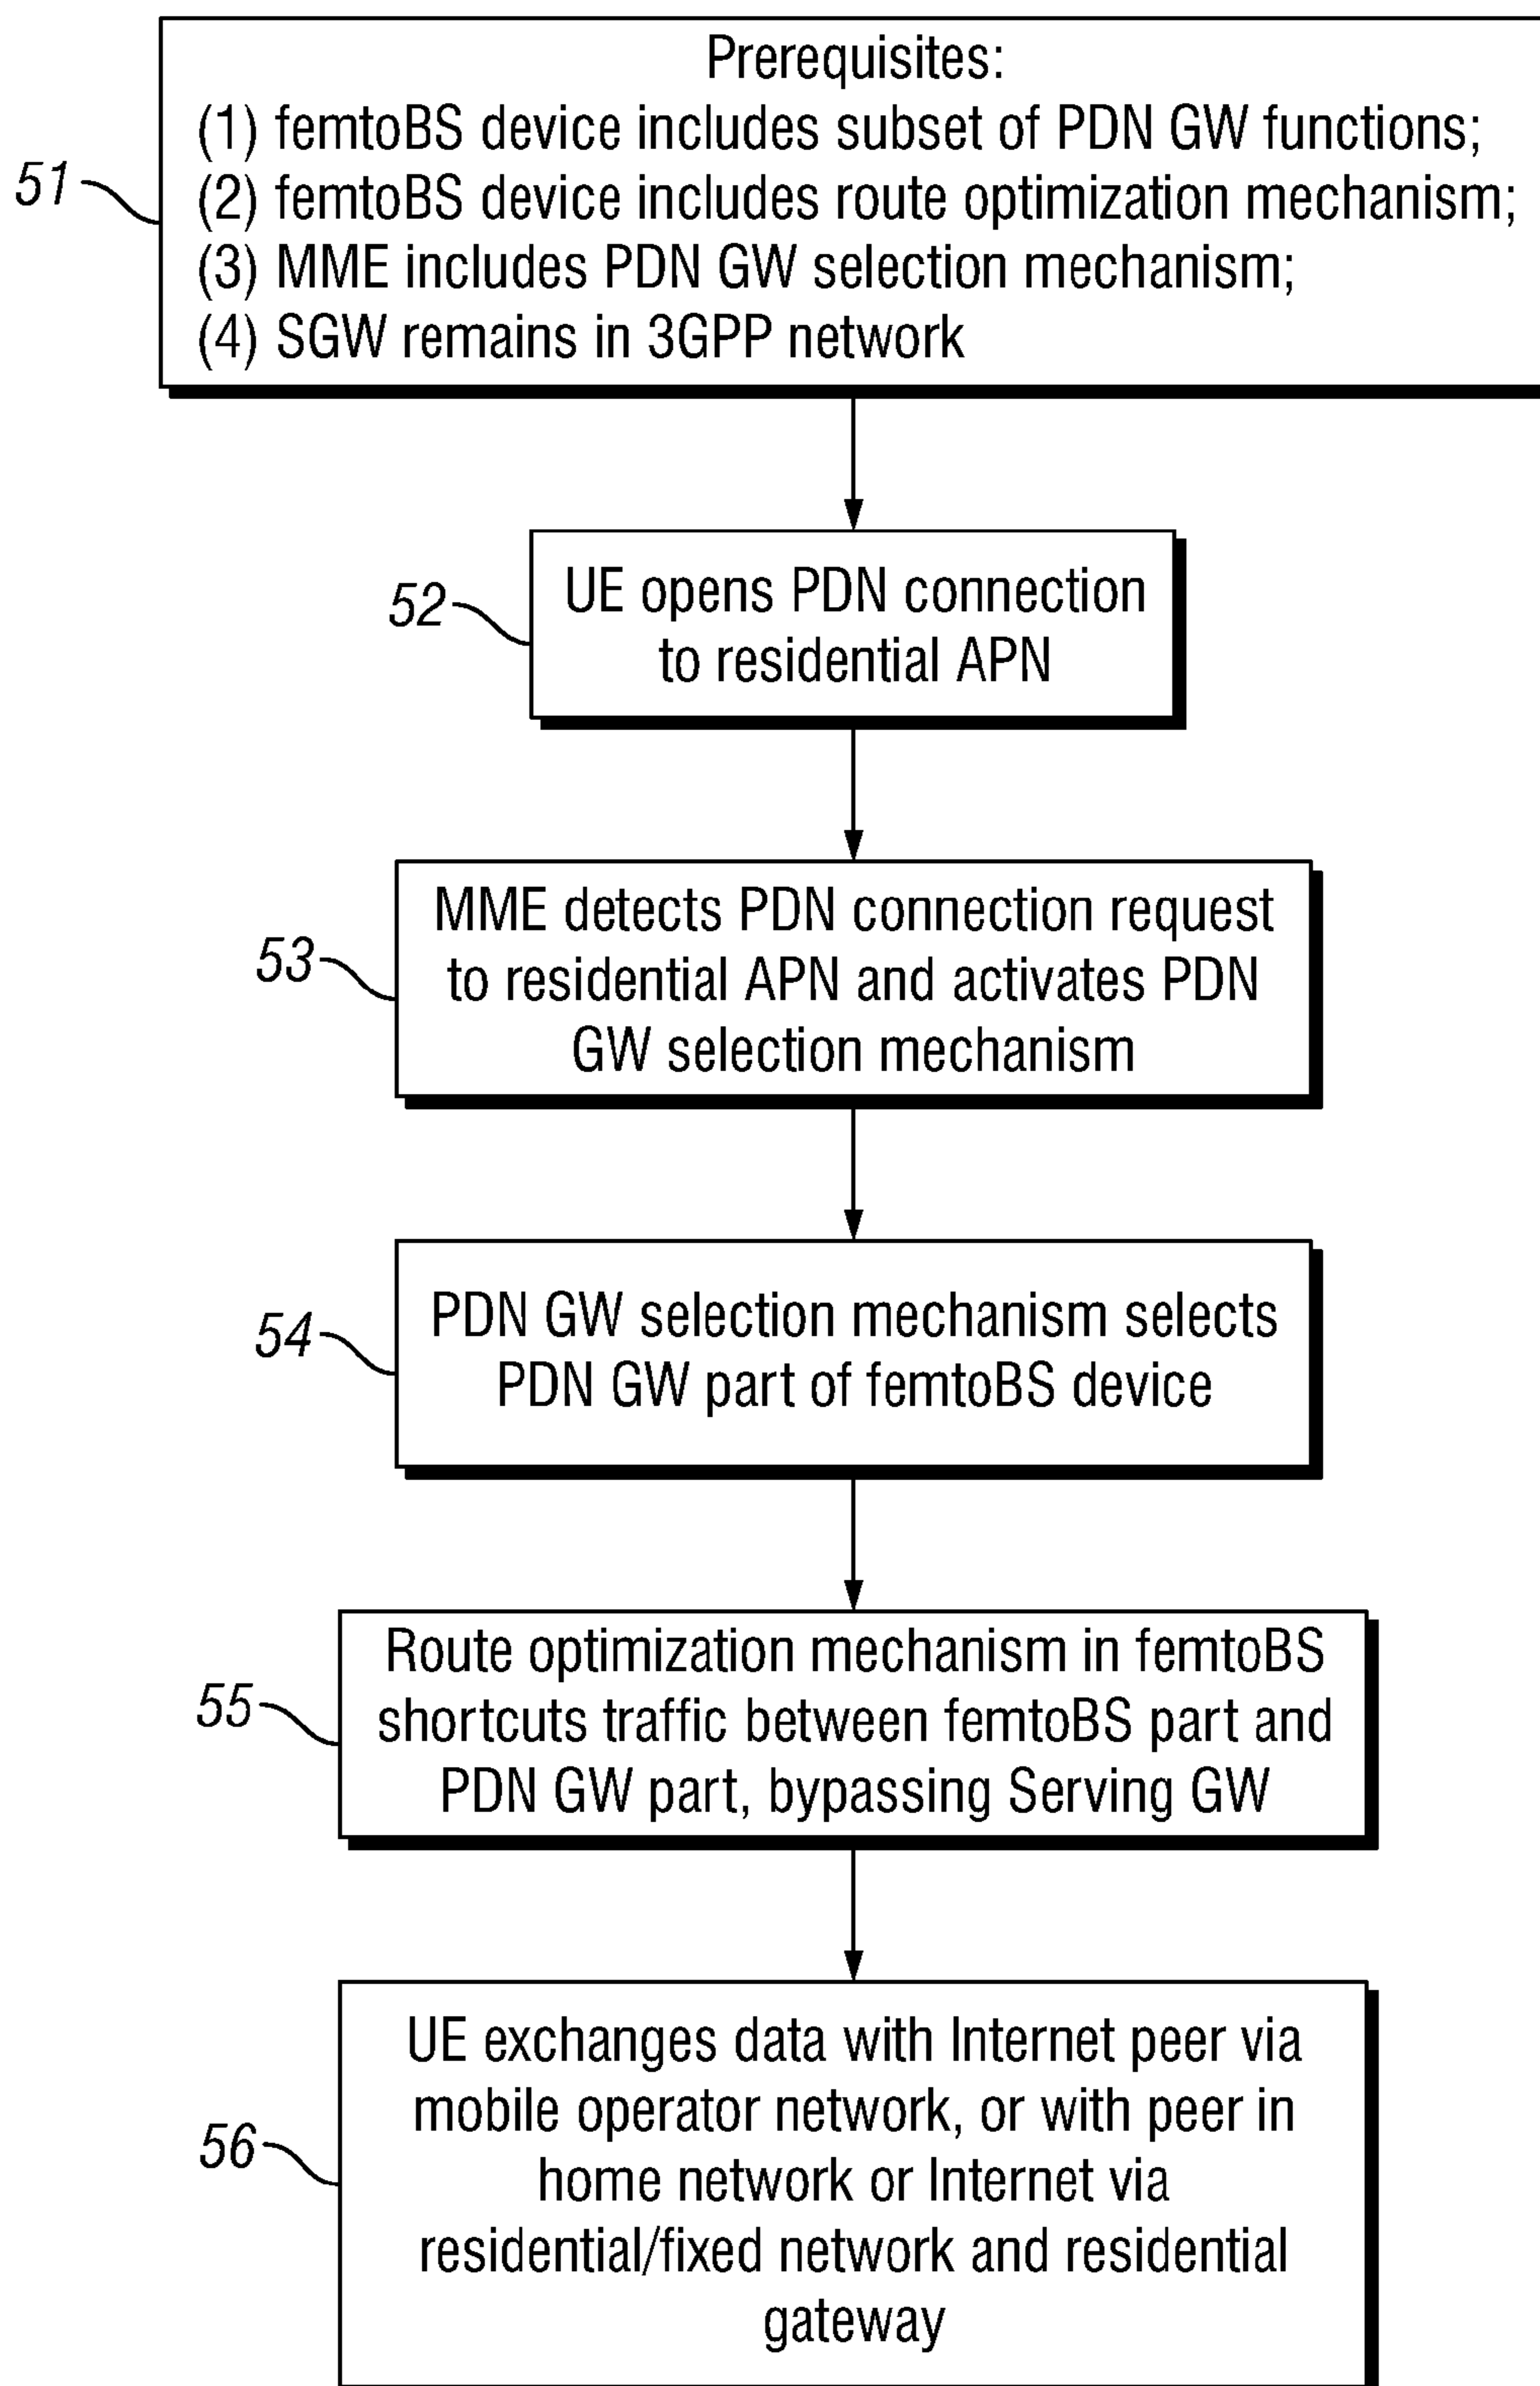 Prerequisites:
(1) femtoBS device includes subset of PDN GW functions;
51
(2) femtoBS device includes route optimization mechanism;
(3) MME includes PDN GW selection mechanism;
(4) SGW remains in 3GPP network
52
UE opens PDN connection
to residential APN
53
MME detects PDN connection request
to residential APN and activates PDN
GW selection mechanism
54
PDN GW selection mechanism selects
PDN GW part of femtoBS device
55
Route optimization mechanism in femtoBS
shortcuts traffic between femtoBS part and
PDN GW part, bypassing Serving GW
56
UE exchanges data with Internet peer via
mobile operator network, or with peer in
home network or Internet via
residential/fixed network and residential
gateway